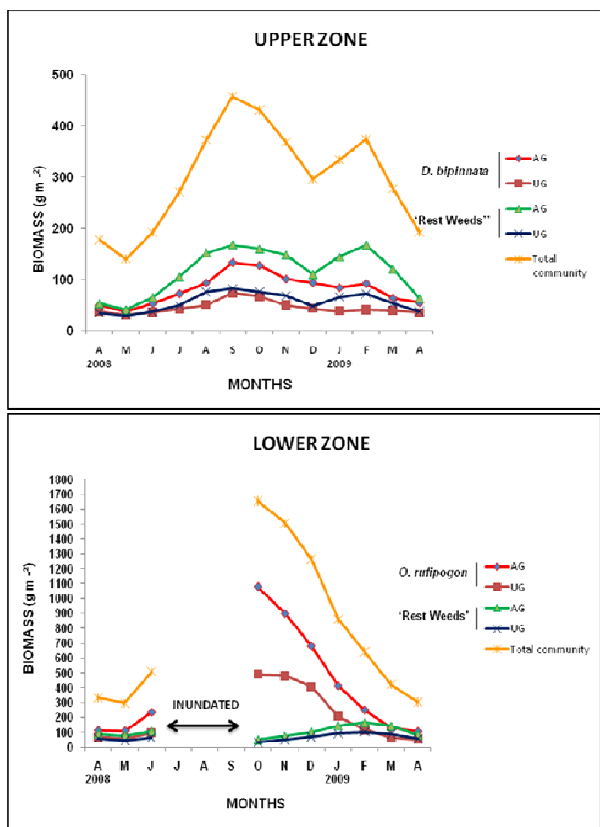 UPPER ZONE
BIOMASS (g m -2)
500
400
300
200
100
0
A M J J A S O N D J F M A
2008 2009
MONTHS
D. bipinnata
AG
UG
'Rest Weeds"
AG
UG
Total community
LOWER ZONE
BIOMASS (g m -2)
1800
1700
1600
1500
1400
1300
1200
1100
1000
900
800
700
600
500
400
300
200
100
0
INUNDATED
A M J J A S O N D J F M A
2008 2009
MONTHS
O. rufipogon
AG
UG
'Rest Weeds"
AG
UG
Total community